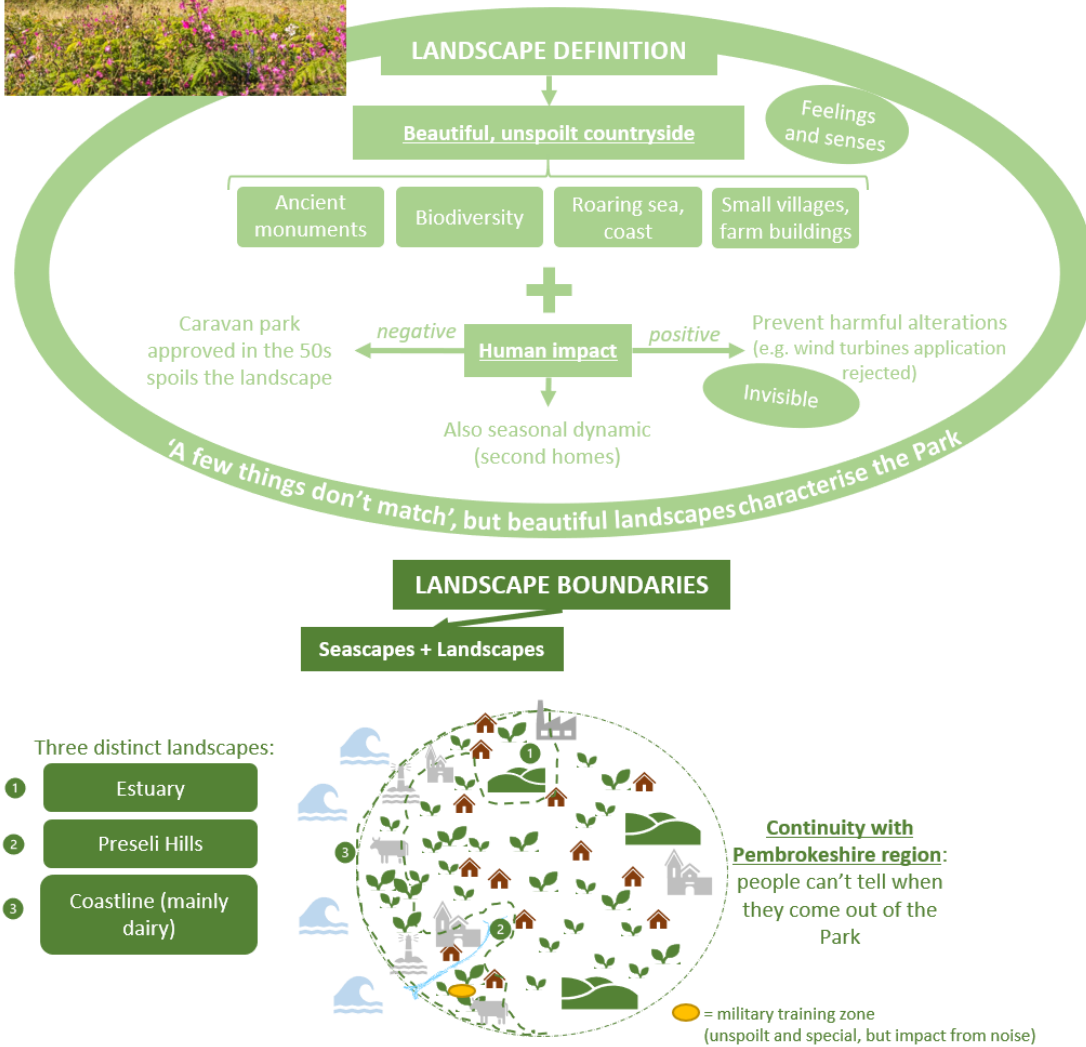 LANDSCAPE DEFINITION
Beautiful, unspoilt countryside
Feelings
and senses
Ancient
monuments
Biodiversity
Roaring sea,
coast
Small villages,
farm buildings
Caravan park
approved in the 50s
spoils the landscape
negative
Human impact
positive
Prevent harmful alterations
(e.g. wind turbines application
rejected)
Invisible
Also seasonal dynamic
(second homes)
'A few things don't match', but beautiful landscapes characterise the Park
LANDSCAPE BOUNDARIES
Seascapes + Landscapes
Three distinct landscapes:
1 Estuary
2 Preseli Hills
3 Coastline (mainly
dairy)
1
3
2
Continuity with
Pembrokeshire region:
people can't tell when
they come out of the
Park
= military training zone
(unspoilt and special, but impact from noise)